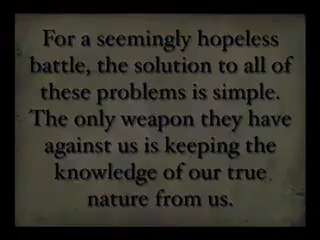 For a seemingly hopeless
battle, the solution to all of
these problems is simple.
The only weapon they have
against us is keeping the
knowledge of our true
nature from us.